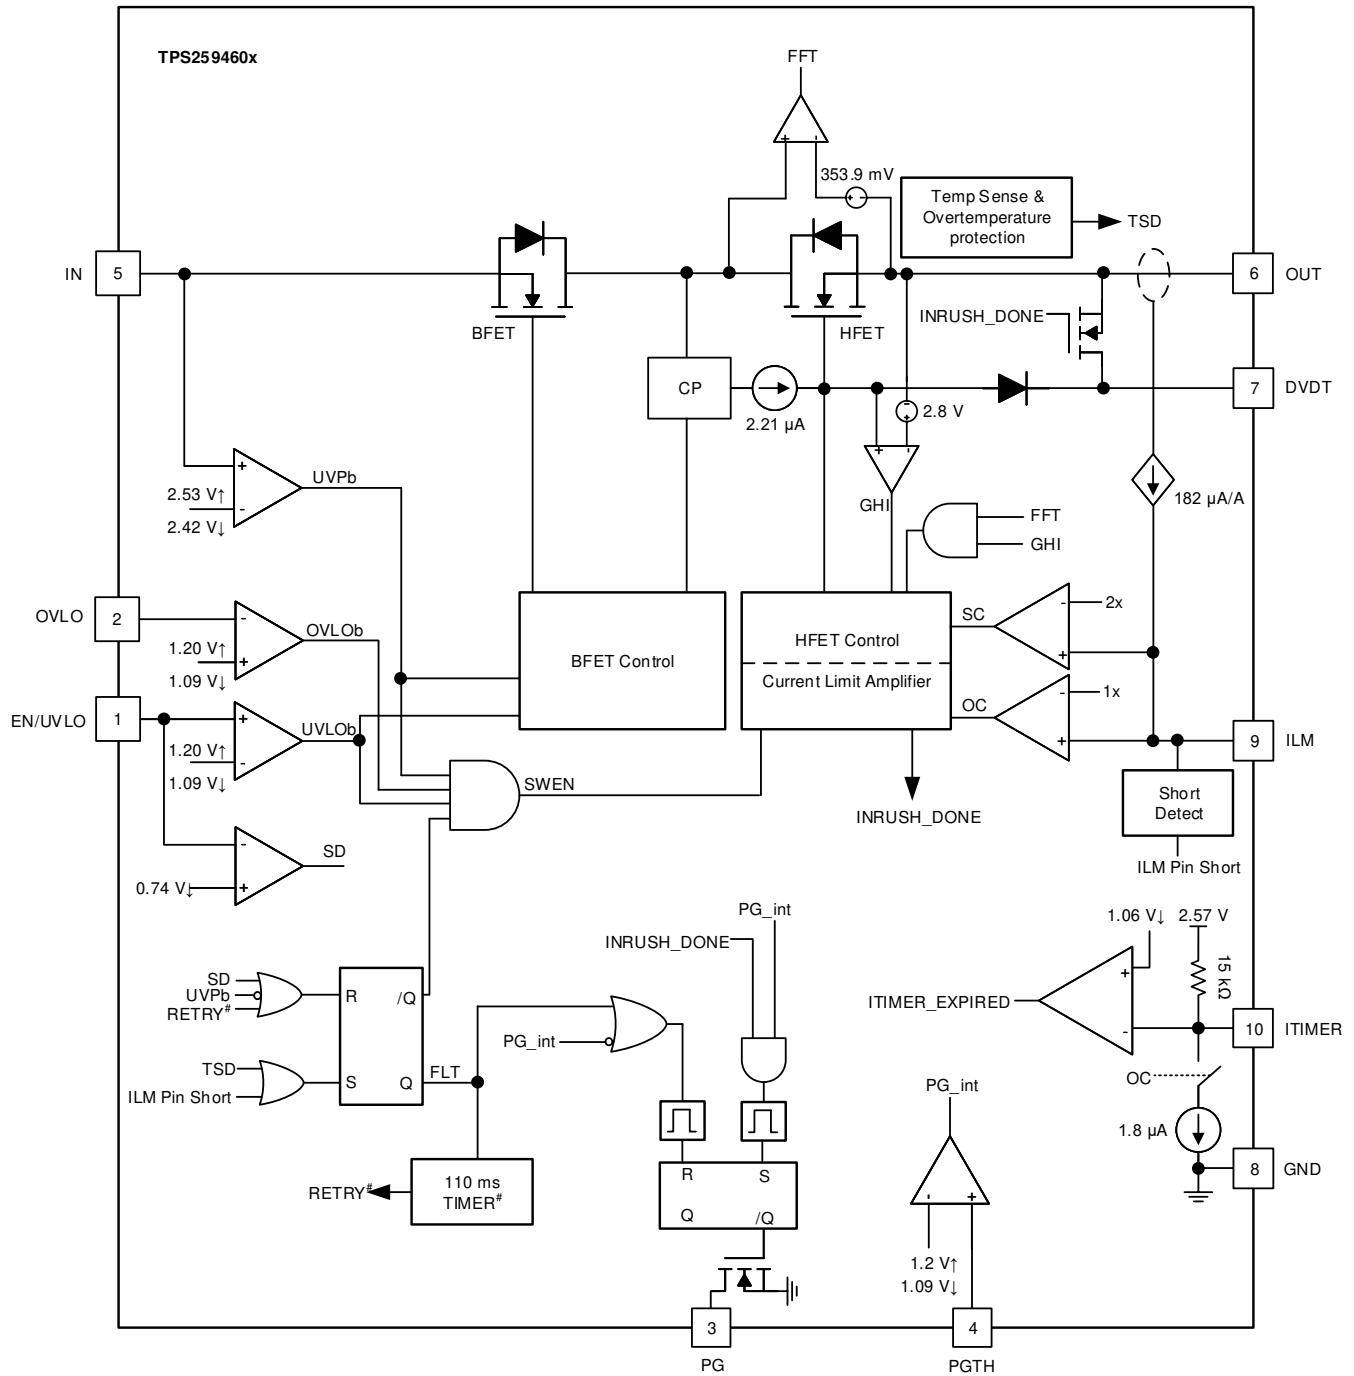 TPS259460x
FFT
353.9 mV
Temp Sense &
Overtemperature
protection
TSD
IN
5
6
OUT
BFET
HFET
INRUSH_DONE
CP
2.21 µA
2.8 V
7
DVDT
UVPb
+
2.53 V↑
-
2.42 V↓
GHI
182 µA/A
FFT
GHI
OVLO
2
-
OVLOb
1.20 V↑
+
1.09 V↓
BFET Control
HFET Control
Current Limit Amplifier
SC
-
2x
+
OC
-
1x
+
EN/UVLO
1
+
UVLOb
1.20 V↑
-
1.09 V↓
9
ILM
SWEN
INRUSH_DONE
Short
Detect
ILM Pin Short
-
SD
0.74 V↓
+
PG_int
INRUSH_DONE
1.06 V↓
2.57 V
+
15 kΩ
ITIMER_EXPIRED
-
10
ITIMER
SD
UVPb
RETRY#
R
/Q
TSD
ILM Pin Short
S
Q
FLT
PG_int
OC
1.8 µA
8
GND
PG_int
110 ms
TIMER#
RETRY#
R
S
Q
/Q
-
+
1.2 V↑
1.09 V↓
3
PG
4
PGTH